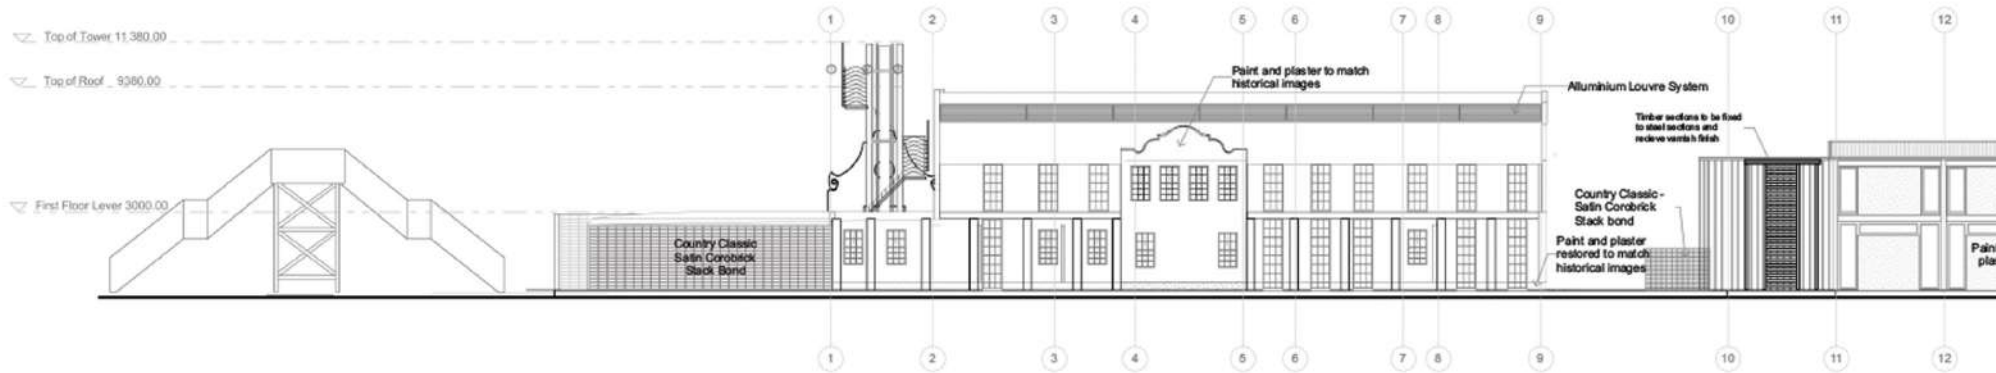 1 2 3 4 5 6 7 8 9 10 11 12
Top of Tower 11 380.00
Top of Roof 9380.00
First Floor Lever 3000.00
Paint and plaster to match
historical images
Alluminium Louvre System
Timber sections to be fixed
to steel sections and
recieve varnish finish
Country Classic -
Satin Corobrick
Stack bond
Country Classic
Satin Corobrick
Stack Bond
Paint and plaster
restored to match
historical images
Pain
plas
1 2 3 4 5 6 7 8 9 10 11 12